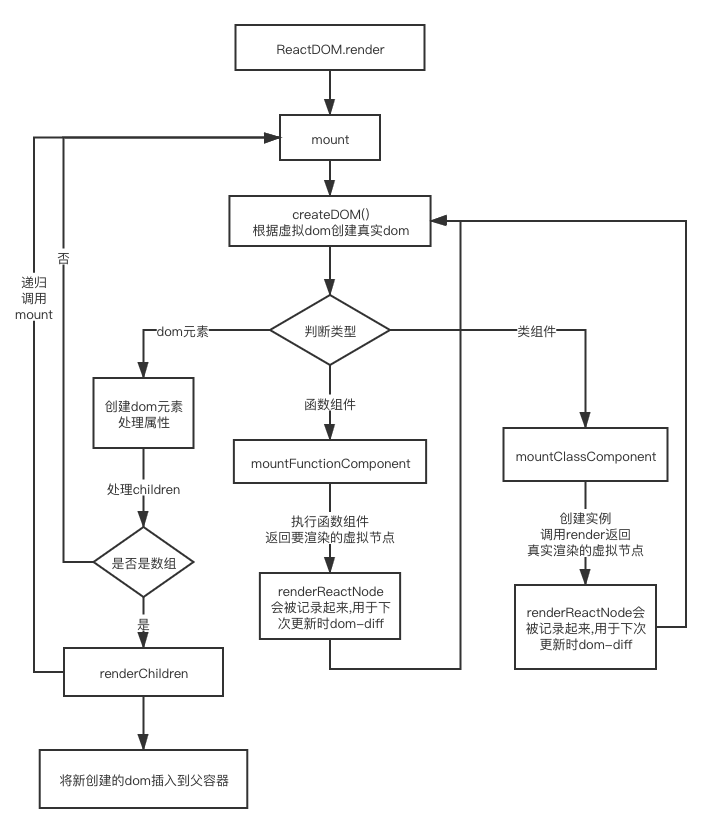 ReactDOM.render
mount
createDOM()
根据虚拟dom创建真实dom
否
递归
调用
mount
dom元素
判断类型
类组件
创建dom元素
处理属性
函数组件
mountFunctionComponent
mountClassComponent
处理children
执行函数组件
返回要渲染的虚拟节点
创建实例
调用render返回
真实渲染的虚拟节点
是否是数组
renderReactNode
会被记录起来,用于下
次更新时dom-diff
renderReactNode会
被记录起来,用于下次
更新时dom-diff
是
renderChildren
将新创建的dom插入到父容器